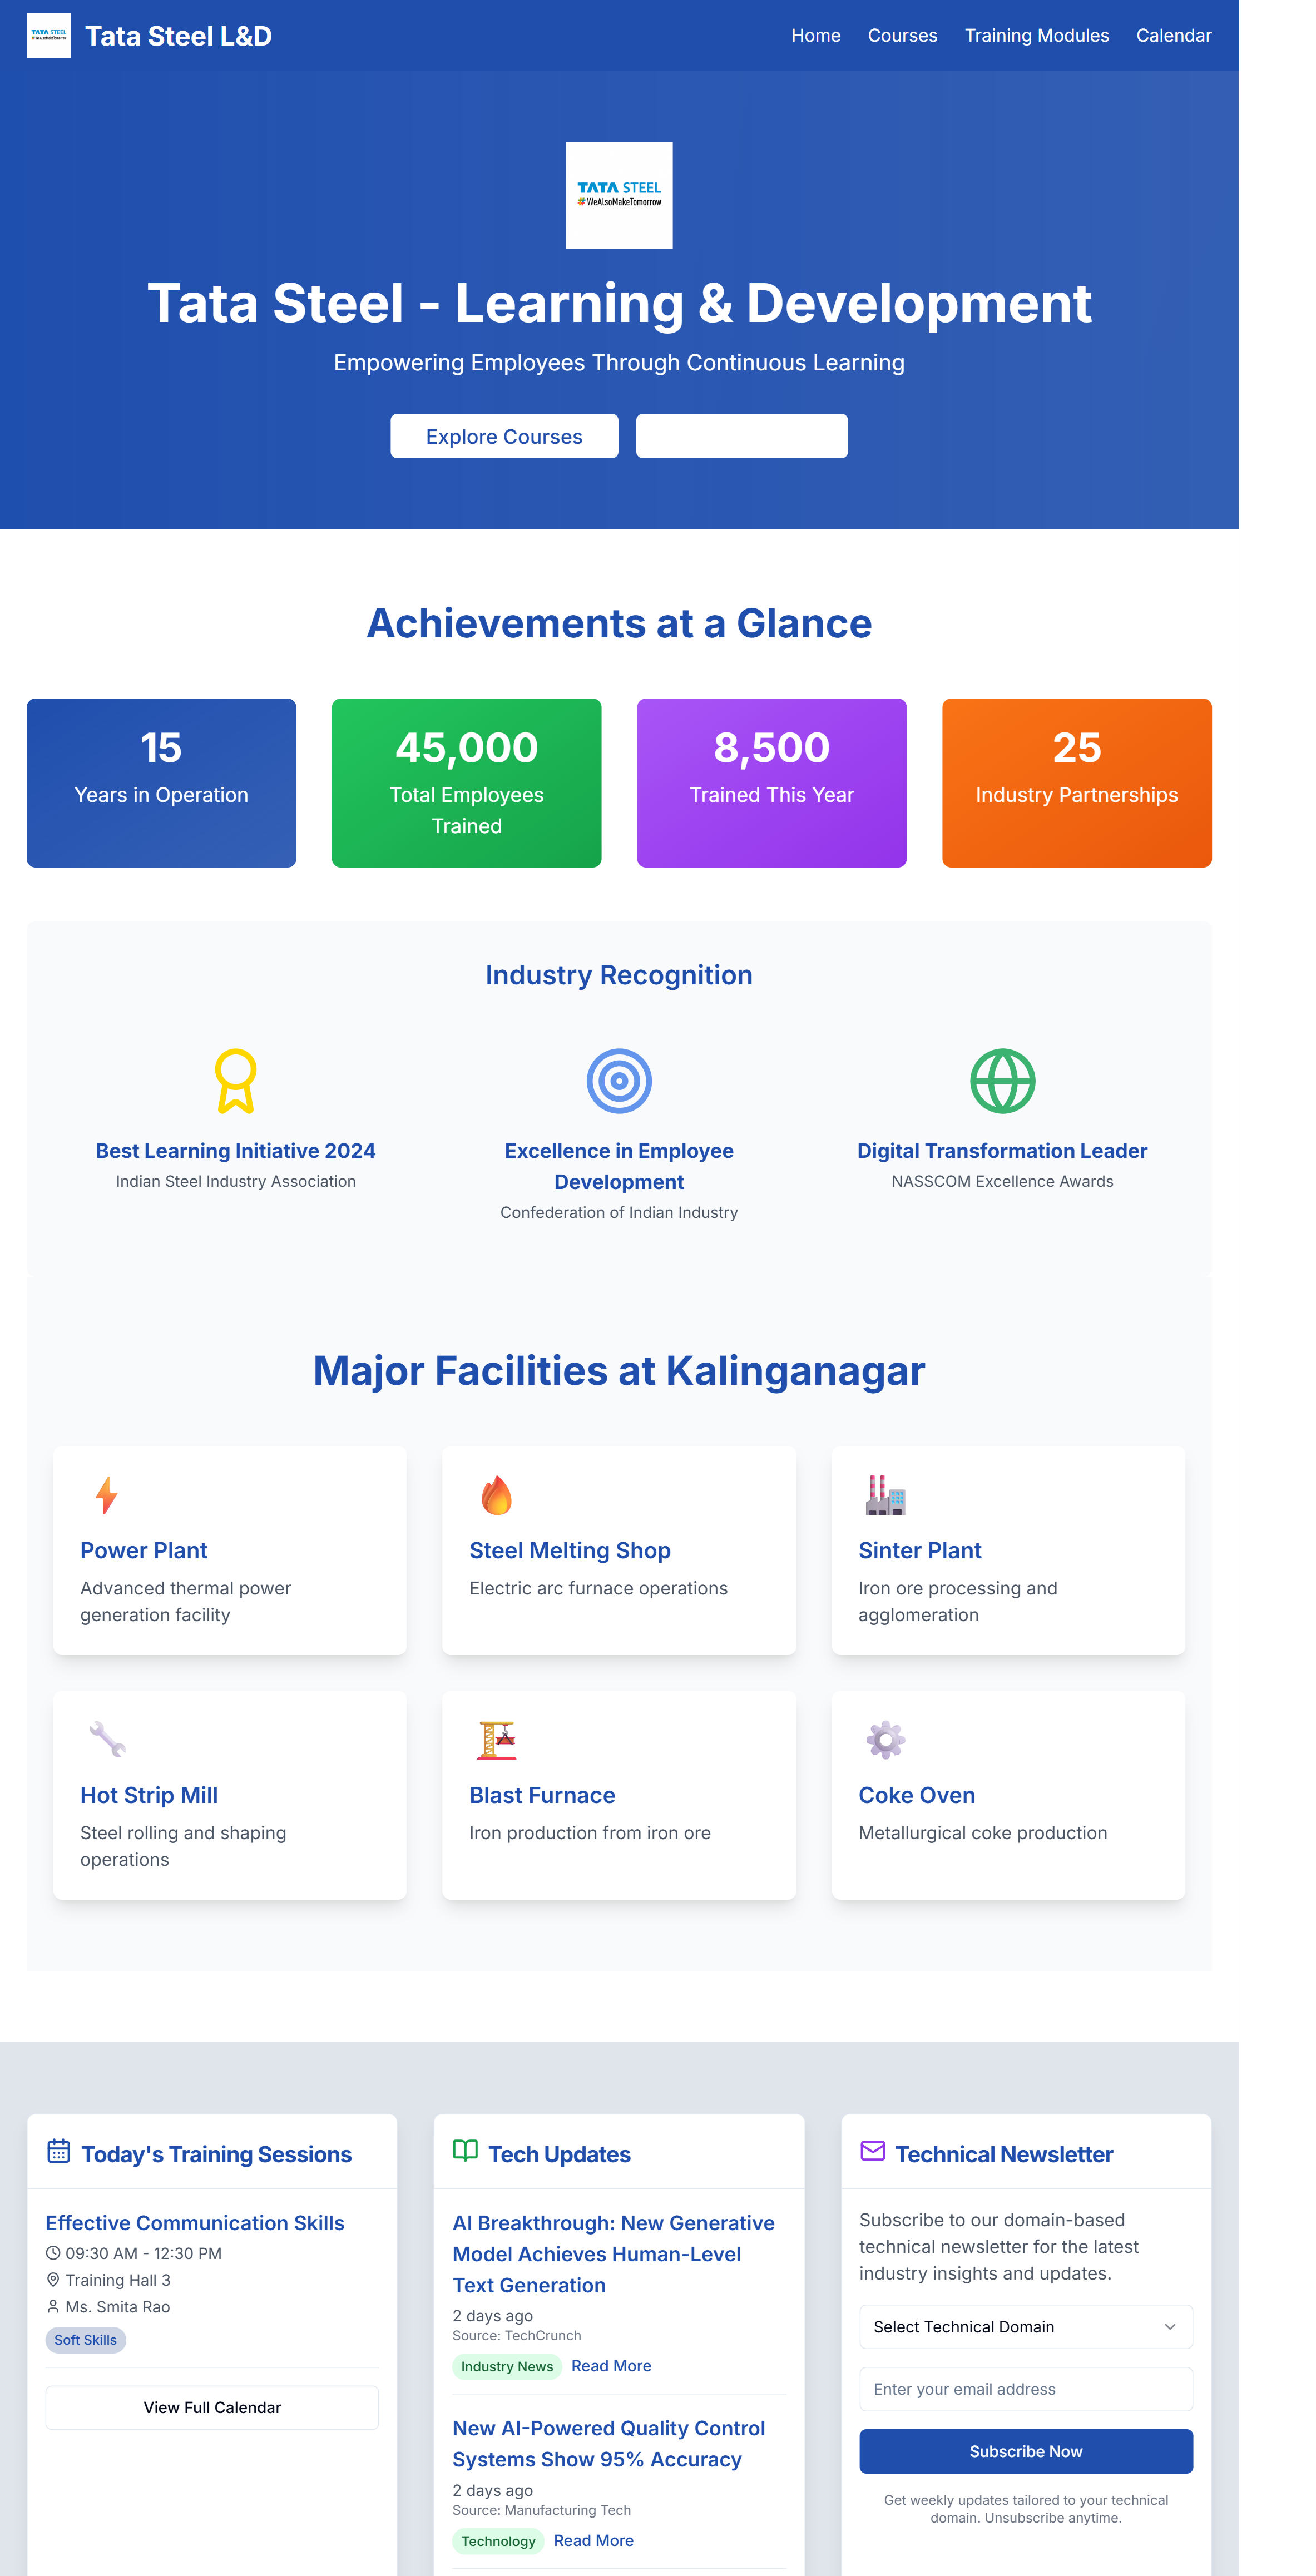 TATA STEEL
#WeAlsoMakeTomorrow
Tata Steel L&D
Home
Courses
Training Modules
Calendar
TATA STEEL
#WeAlsoMakeTomorrow
Tata Steel - Learning & Development
Empowering Employees Through Continuous Learning
Explore Courses
Achievements at a Glance
15
Years in Operation
45,000
Total Employees
Trained
8,500
Trained This Year
25
Industry Partnerships
Industry Recognition
Best Learning Initiative 2024
Indian Steel Industry Association
Excellence in Employee
Development
Confederation of Indian Industry
Digital Transformation Leader
NASSCOM Excellence Awards
Major Facilities at Kalinganagar
Power Plant
Advanced thermal power
generation facility
Steel Melting Shop
Electric arc furnace operations
Sinter Plant
Iron ore processing and
agglomeration
Hot Strip Mill
Steel rolling and shaping
operations
Blast Furnace
Iron production from iron ore
Coke Oven
Metallurgical coke production
Today's Training Sessions
Effective Communication Skills
09:30 AM - 12:30 PM
Training Hall 3
Ms. Smita Rao
Soft Skills
View Full Calendar
Tech Updates
AI Breakthrough: New Generative
Model Achieves Human-Level
Text Generation
2 days ago
Source: TechCrunch
Industry News
Read More
New AI-Powered Quality Control
Systems Show 95% Accuracy
2 days ago
Source: Manufacturing Tech
Technology
Read More
Technical Newsletter
Subscribe to our domain-based
technical newsletter for the latest
industry insights and updates.
Select Technical Domain
Enter your email address
Subscribe Now
Get weekly updates tailored to your technical
domain. Unsubscribe anytime.